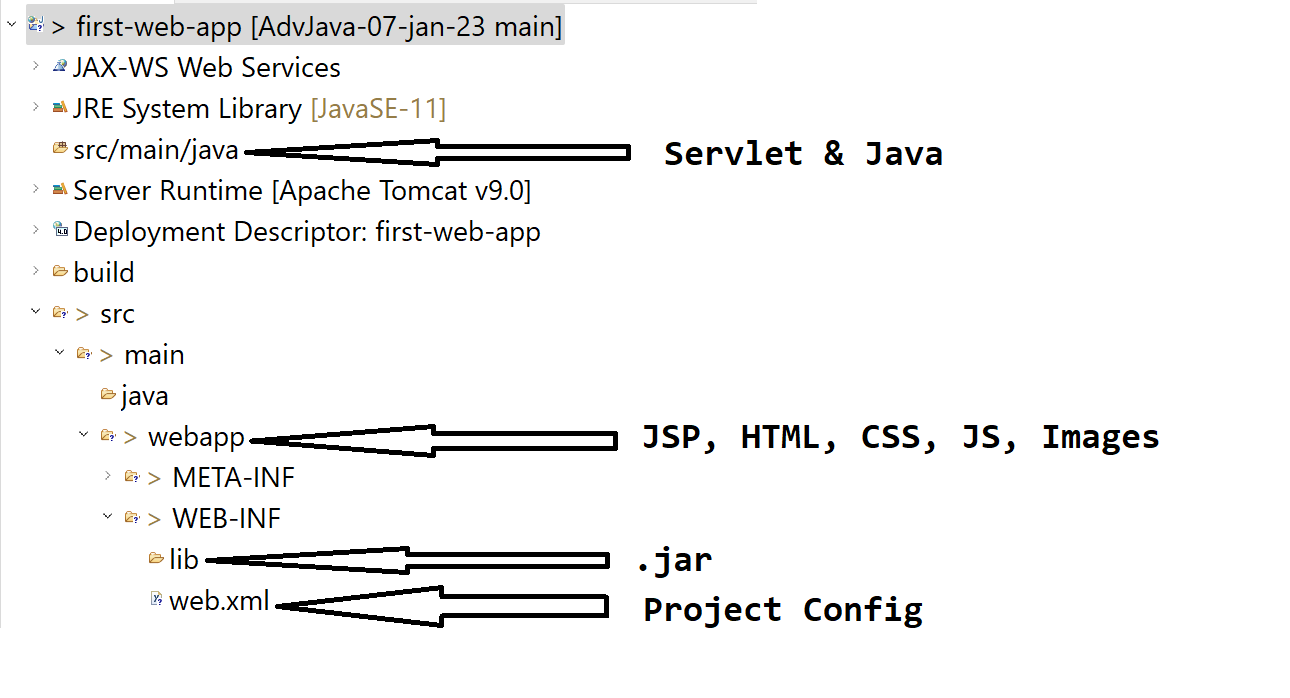 > first-web-app [AdvJava-07-jan-23 main]
JAX-WS Web Services
JRE System Library [JavaSE-11]
src/main/java Servlet & Java
Server Runtime [Apache Tomcat v9.0]
Deployment Descriptor: first-web-app
build
> src
> main
java
> webapp JSP, HTML, CSS, JS, Images
> META-INF
> WEB-INF
lib .jar
web.xml Project Config